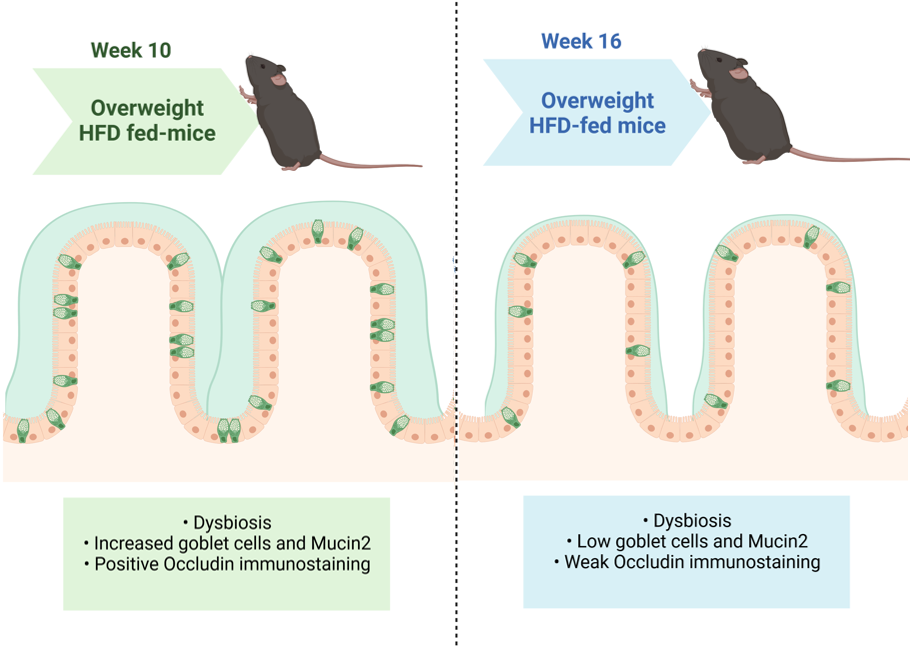 Week 10
Overweight
HFD fed-mice
• Dysbiosis
• Increased goblet cells and Mucin2
• Positive Occludin immunostaining
Week 16
Overweight
HFD-fed mice
• Dysbiosis
• Low goblet cells and Mucin2
• Weak Occludin immunostaining